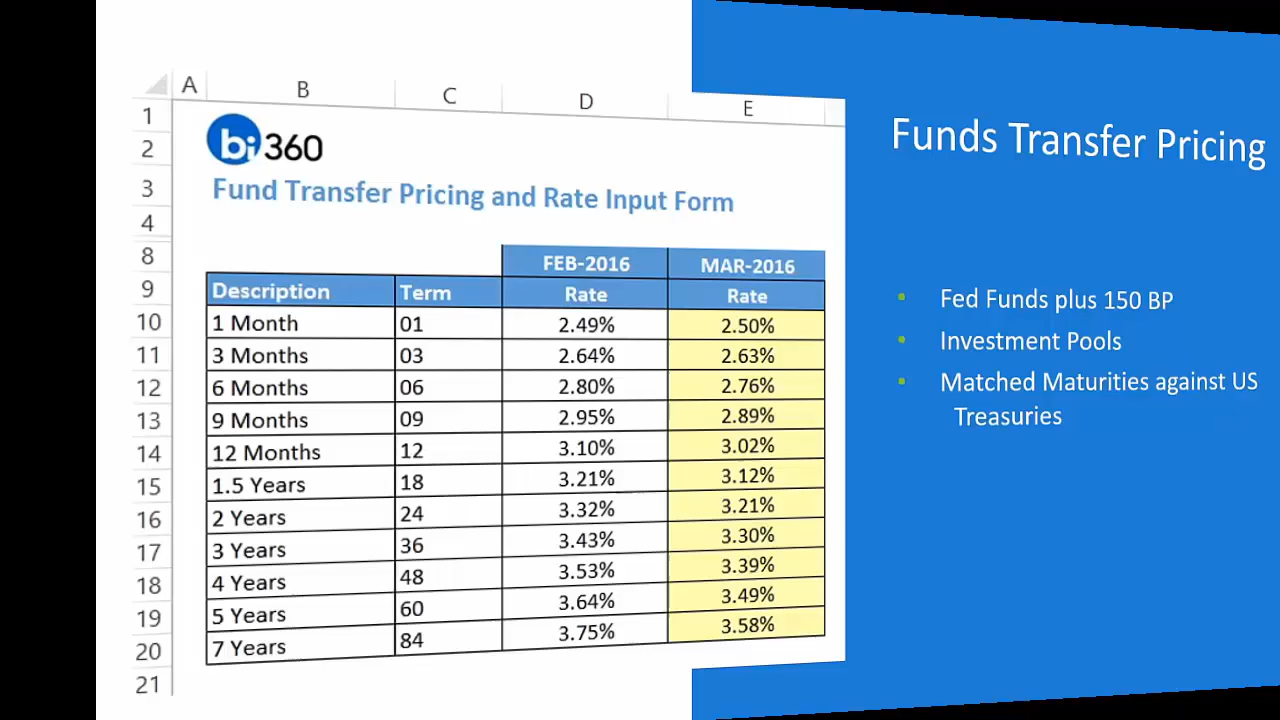 A B C D E
1
2 bi360
3 Fund Transfer Pricing and Rate Input Form
4
8 FEB-2016 MAR-2016
9 Description Term Rate Rate
10 1 Month 01 2.49% 2.50%
11 3 Months 03 2.64% 2.63%
12 6 Months 06 2.80% 2.76%
13 9 Months 09 2.95% 2.89%
14 12 Months 12 3.10% 3.02%
15 1.5 Years 18 3.21% 3.12%
16 2 Years 24 3.32% 3.21%
17 3 Years 36 3.43% 3.30%
18 4 Years 48 3.53% 3.39%
19 5 Years 60 3.64% 3.49%
20 7 Years 84 3.75% 3.58%
21
Funds Transfer Pricing
• Fed Funds plus 150 BP
• Investment Pools
• Matched Maturities against US
Treasuries